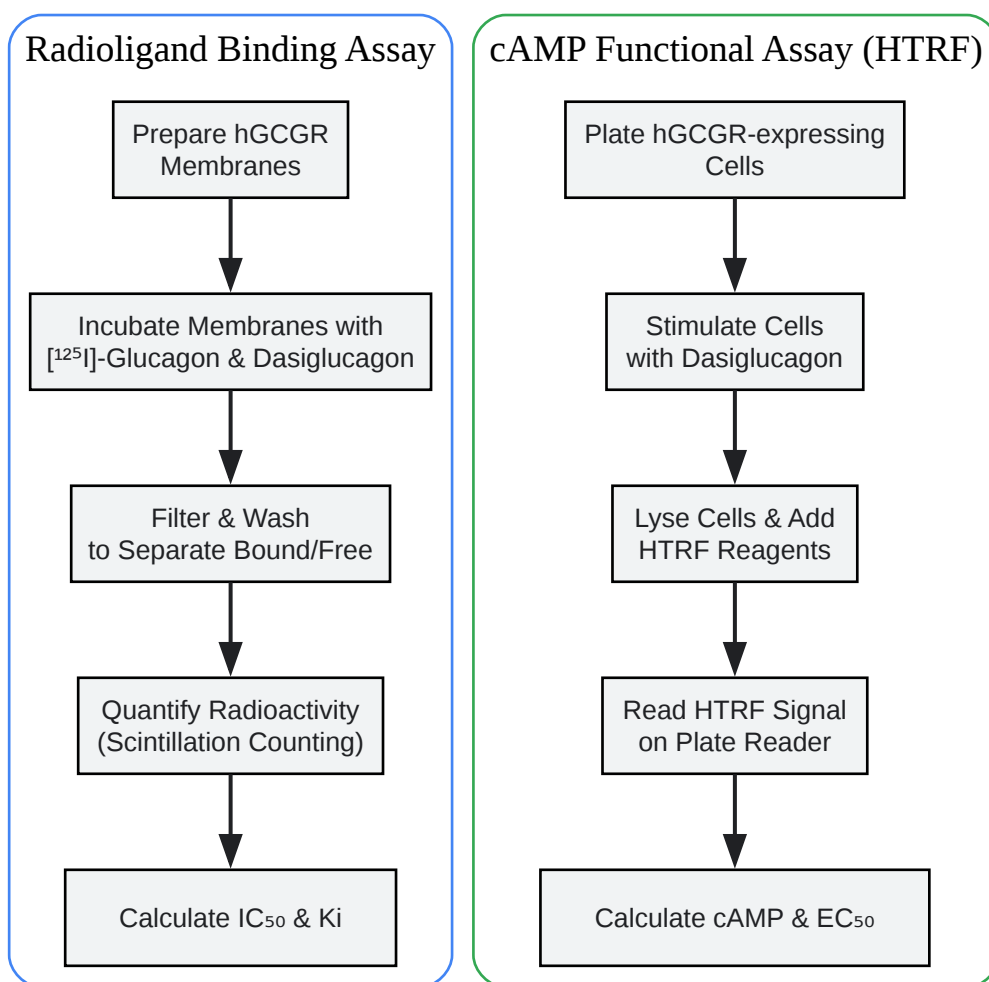 Radioligand Binding Assay
Prepare hGCGR
Membranes
Incubate Membranes with
[¹²⁵I]-Glucagon & Dasiglucagon
Filter & Wash
to Separate Bound/Free
Quantify Radioactivity
(Scintillation Counting)
Calculate IC₅₀ & Ki
cAMP Functional Assay (HTRF)
Plate hGCGR-expressing
Cells
Stimulate Cells
with Dasiglucagon
Lyse Cells & Add
HTRF Reagents
Read HTRF Signal
on Plate Reader
Calculate cAMP & EC₅₀